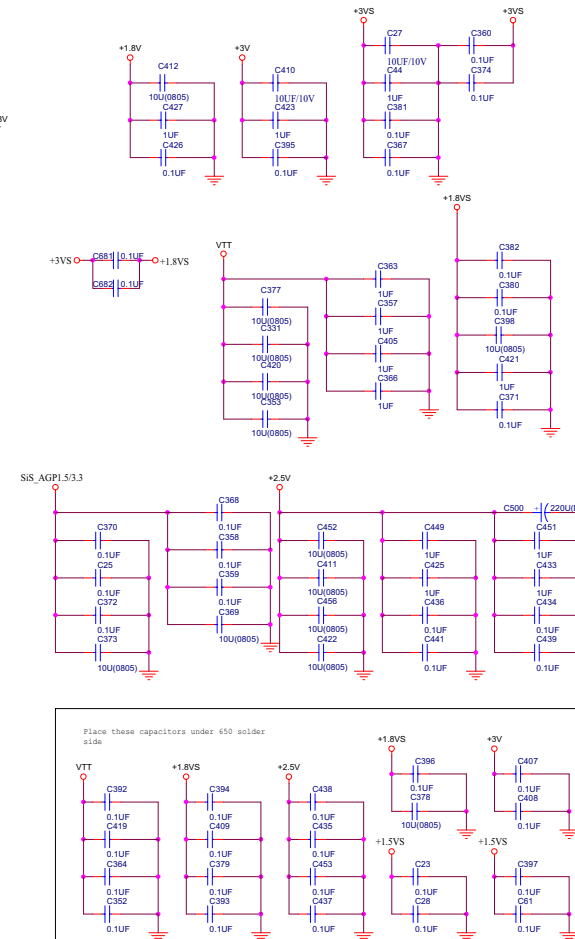 +3VS
+3VS
C27
C360
+1.8V
+3V
10UF/10V
0.1UF
C412
C410
C44
C374
10U(0805)
10UF/10V
1UF
0.1UF
C427
C423
C381
1UF
1UF
0.1UF
C426
C395
C367
0.1UF
0.1UF
0.1UF
+1.8VS
VTT
C382
+3VS
C681
0.1UF
+1.8VS
C363
0.1UF
C682
0.1UF
C377
1UF
C380
C357
0.1UF
10U(0805)
C398
C331
1UF
C405
10U(0805)
10U(0805)
C421
C420
1UF
C366
1UF
10U(0805)
C371
C353
1UF
0.1UF
10U(0805)
SiS_AGP1.5/3.3
+2.5V
C368
C500
+
C370
0.1UF
C452
C449
C451
C358
0.1UF
10U(0805)
1UF
1UF
C25
0.1UF
C411
C425
C433
C359
0.1UF
10U(0805)
1UF
1UF
C372
0.1UF
C456
C436
C434
C369
0.1UF
10U(0805)
0.1UF
0.1UF
C373
10U(0805)
C422
C441
C439
10U(0805)
10U(0805)
0.1UF
0.1UF
Place these capacitors under 650 solder
side
+1.8VS
+3V
VTT
+1.8VS
+2.5V
C396
C407
C392
C394
C438
0.1UF
0.1UF
C378
C408
0.1UF
0.1UF
0.1UF
10U(0805)
0.1UF
C419
C409
C435
+1.5VS
+1.5VS
0.1UF
0.1UF
0.1UF
C364
C379
C453
C23
C397
0.1UF
0.1UF
0.1UF
0.1UF
0.1UF
C352
C393
C437
C28
C61
0.1UF
0.1UF
0.1UF
0.1UF
0.1UF